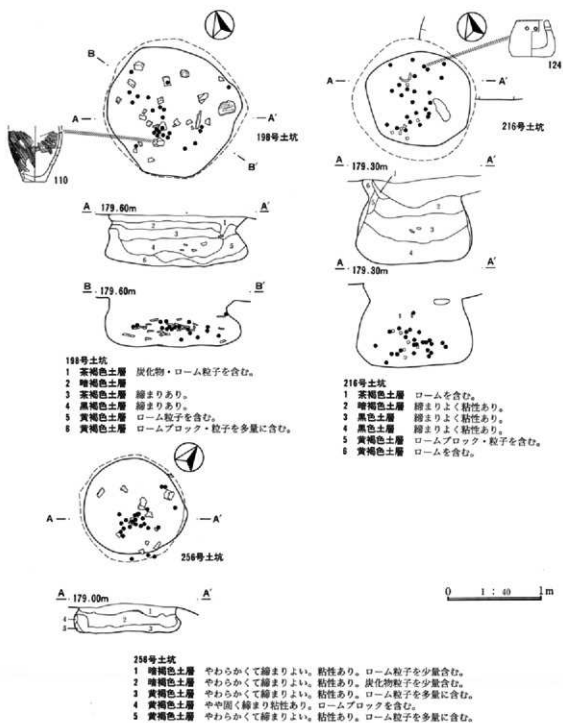 B
A
A'
198号土坑
B'
110
A 179.60m A'
1
2
3
4
5
6
B 179.60m B'
198号土坑
1 茶褐色土層 炭化物・ローム粒子を含む。
2 暗褐色土層
3 茶褐色土層 締まりあり。
4 黒褐色土層 締まりあり。
5 黄褐色土層 ローム粒子を含む。
6 黄褐色土層 ロームブロック・粒子を多量に含む。
124
A
A'
216号土坑
A 179.30m A'
1
6
5
2
3
4
A 179.30m A'
216号土坑
1 茶褐色土層 ロームを含む。
2 暗褐色土層 締まりよく粘性あり。
3 黒色土層 締まりよく粘性あり。
4 黒色土層 締まりよく粘性あり。
5 黄褐色土層 ロームブロック・粒子を含む。
6 黄褐色土層 ロームを含む。
A
A'
256号土坑
A 179.00m A'
1
2
3
4
5
0 1:40 1m
256号土坑
1 暗褐色土層 やわらかくて締まりよい。粘性あり。ローム粒子を少量含む。
2 暗褐色土層 やわらかくて締まりよい。粘性あり。炭化物粒子を少量含む。
3 黄褐色土層 やわらかくて締まりよい。粘性あり。ローム粒子を多量に含む。
4 黄褐色土層 やや固く締まり粘性あり。ロームブロックを含む。
5 黄褐色土層 やわらかくて締まりよい。粘性あり。ローム粒子を多量に含む。